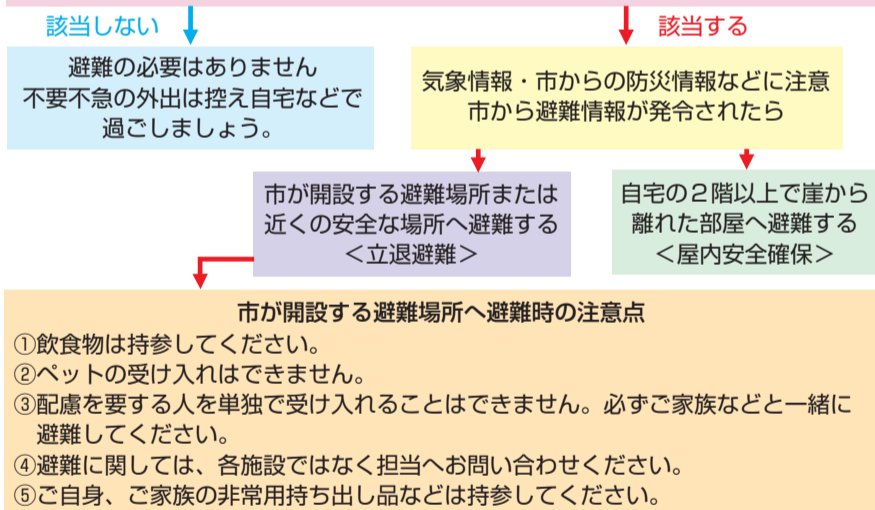 該当しない
該当する
避難の必要はありません
不要不急の外出は控え自宅などで
過ごしましょう。
気象情報・市からの防災情報などに注意
市から避難情報が発令されたら
市が開設する避難場所または
近くの安全な場所へ避難する
＜立退避難＞
自宅の２階以上で崖から
離れた部屋へ避難する
＜屋内安全確保＞
市が開設する避難場所へ避難時の注意点
①飲食物は持参してください。
②ペットの受け入れはできません。
③配慮を要する人を単独で受け入れることはできません。必ずご家族などと一緒に
避難してください。
④避難に関しては、各施設ではなく担当へお問い合わせください。
⑤ご自身、ご家族の非常用持ち出し品などは持参してください。